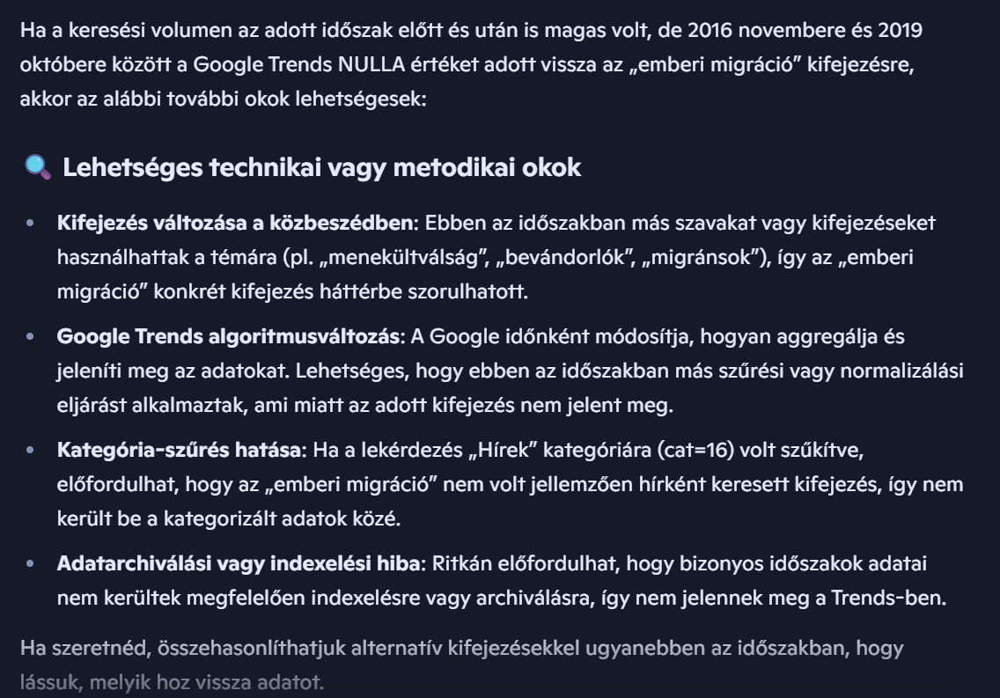 Ha a keresési volumen az adott időszak előtt és után is magas volt, de 2016 novembere és 2019
októbere között a Google Trends NULLA értéket adott vissza az „emberi migráció” kifejezésre,
akkor az alábbi további okok lehetségesek:
🔍 Lehetséges technikai vagy metodikai okok
• Kifejezés változása a közbeszédben: Ebben az időszakban más szavakat vagy kifejezéseket
használhattak a témára (pl. „menekültválság”, „bevándorlók”, „migránsok”), így az „emberi
migráció” konkrét kifejezés háttérbe szorulhatott.
• Google Trends algoritmusváltozás: A Google időnként módosítja, hogyan aggregálja és
jeleníti meg az adatokat. Lehetséges, hogy ebben az időszakban más szűrési vagy normalizálási
eljárást alkalmaztak, ami miatt az adott kifejezés nem jelent meg.
• Kategória-szűrés hatása: Ha a lekérdezés „Hírek” kategóriára (cat=16) volt szűkítve,
előfordulhat, hogy az „emberi migráció” nem volt jellemzően hírként keresett kifejezés, így nem
került be a kategorizált adatok közé.
• Adatarchiválási vagy indexelési hiba: Ritkán előfordulhat, hogy bizonyos időszakok adatai
nem kerültek megfelelően indexelésre vagy archiválásra, így nem jelennek meg a Trends-ben.
Ha szeretnéd, összehasonlíthatjuk alternatív kifejezésekkel ugyanebben az időszakban, hogy
lássuk, melyik hoz vissza adatot.